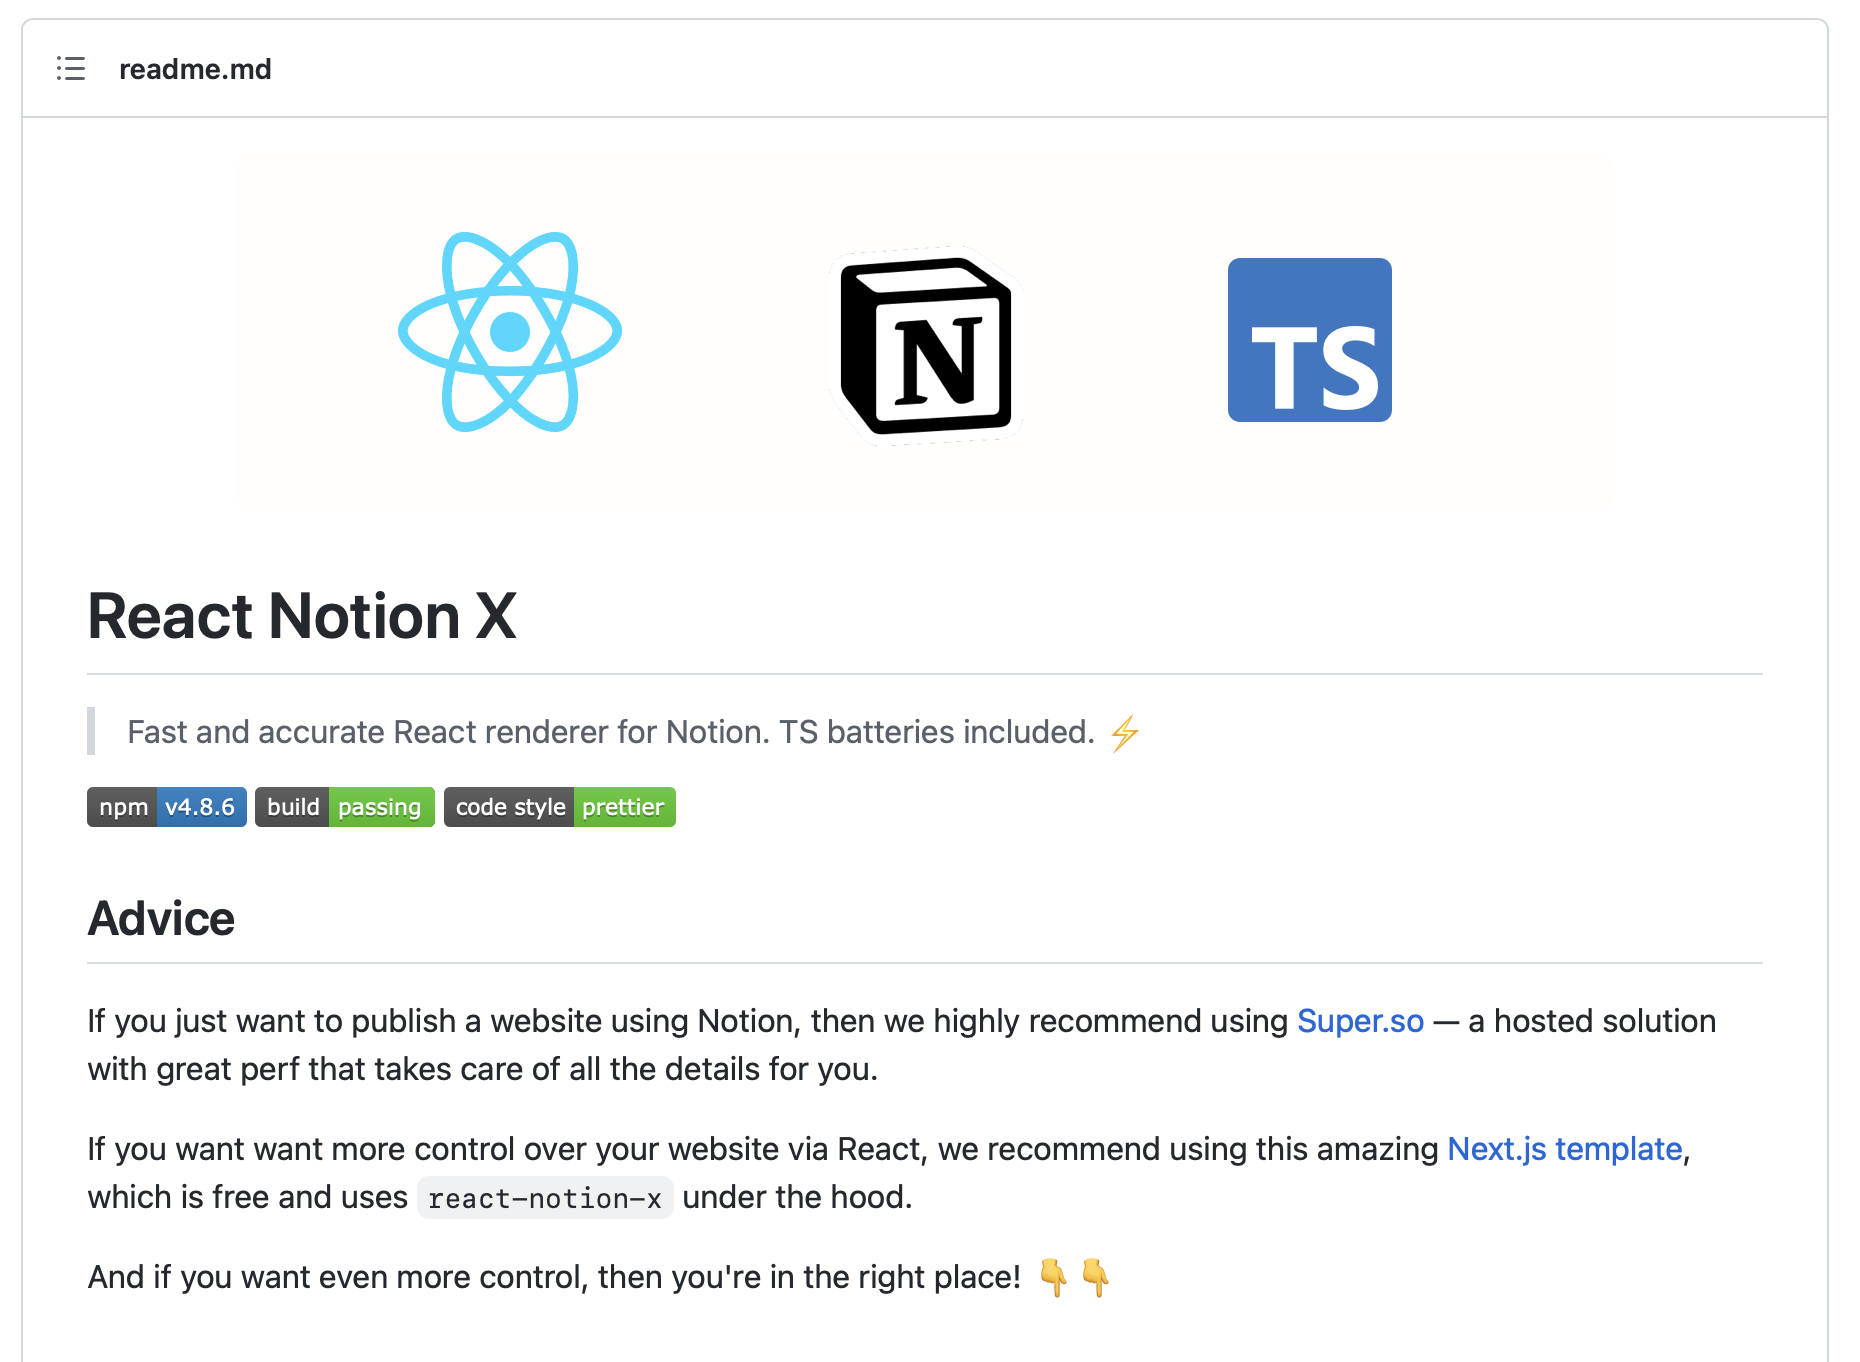 readme.md
N
TS
React Notion X
Fast and accurate React renderer for Notion. TS batteries included. ⚡
npm v4.8.6 build passing code style prettier
Advice
If you just want to publish a website using Notion, then we highly recommend using Super.so — a hosted solution
with great perf that takes care of all the details for you.
If you want want more control over your website via React, we recommend using this amazing Next.js template,
which is free and uses react-notion-x under the hood.
And if you want even more control, then you're in the right place! 👇👇